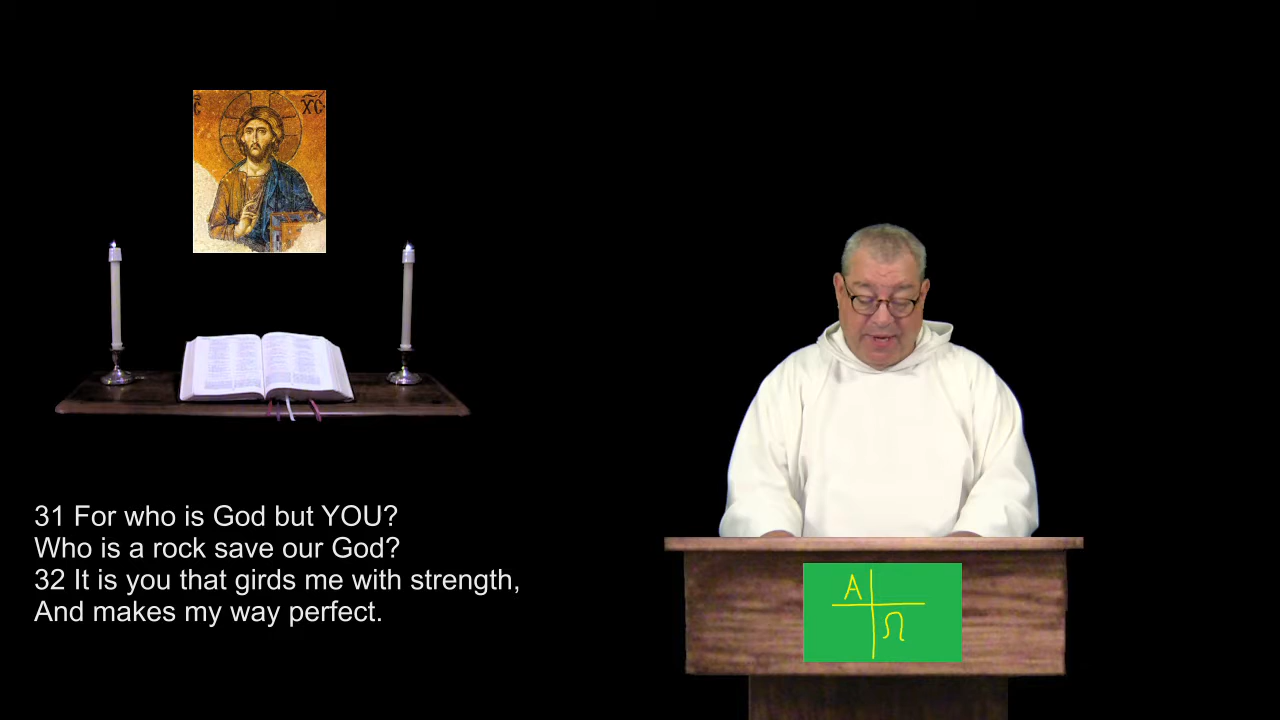 C XC
31 For who is God but YOU?
Who is a rock save our God?
32 It is you that girds me with strength,
And makes my way perfect.
A
Ω